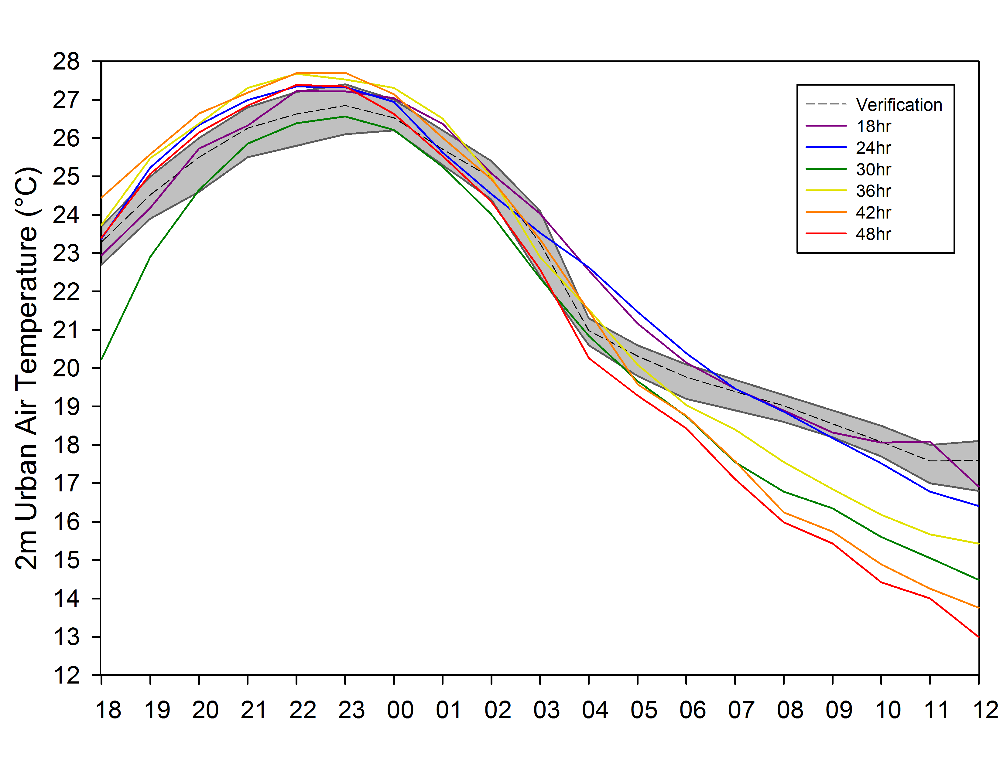 2m Urban Air Temperature (°C)
28
27
26
25
24
23
22
21
20
19
18
17
16
15
14
13
12
18 19 20 21 22 23 00 01 02 03 04 05 06 07 08 09 10 11 12
Verification
18hr
24hr
30hr
36hr
42hr
48hr